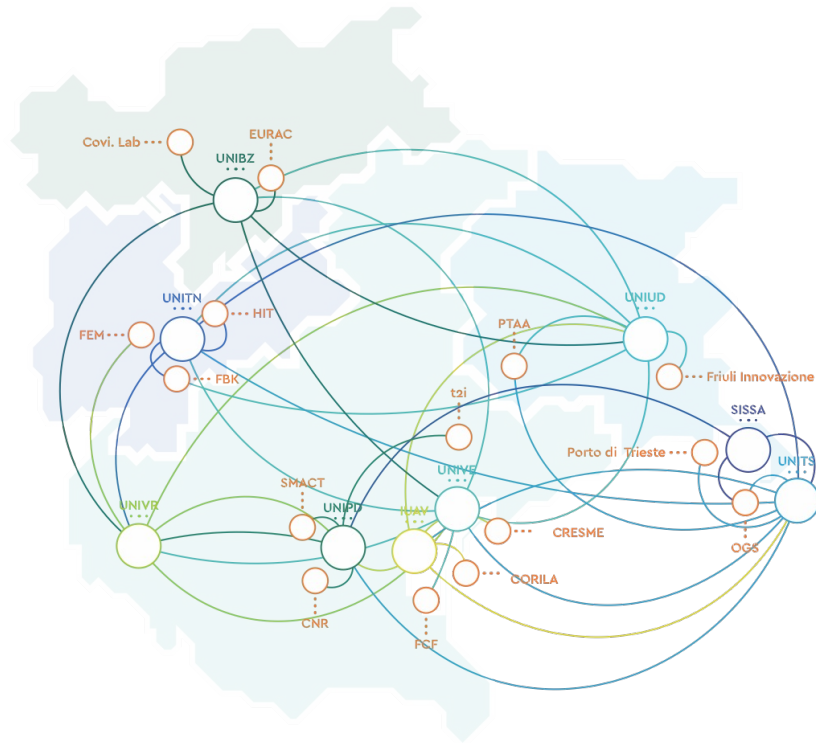 EURAC
Covi. Lab
UNIBZ
UNITN
HIT
UNIUD
PTAA
FEM
FBK
Friuli Innovazione
t2i
SISSA
Porto di Trieste
UNITS
UNIVE
SMACT
UNIVR
UNIPD
IUAV
CRESME
OGS
CORILA
CNR
FCF